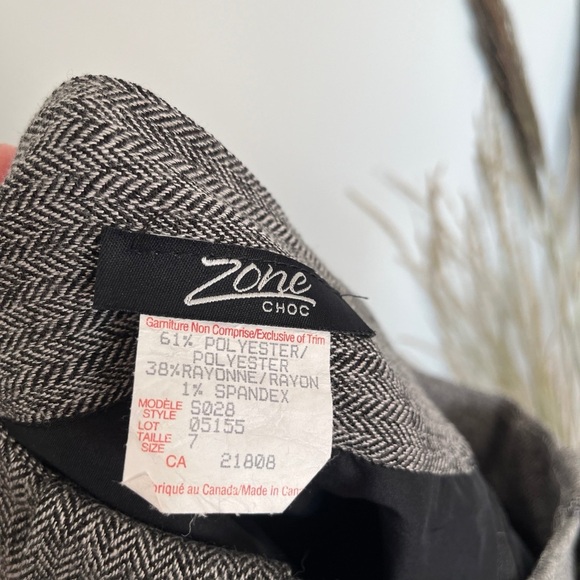 Zone
CHOC
Garniture Non Comprise/Exclusive of Trim
61% POLYESTER/
POLYESTER
38%RAYONNE/RAYON
1% SPANDEX
MODÈLE
STYLE S028
LOT 05155
TAILLE
SIZE 7
CA 21808
riqué au Canada/Made in Can